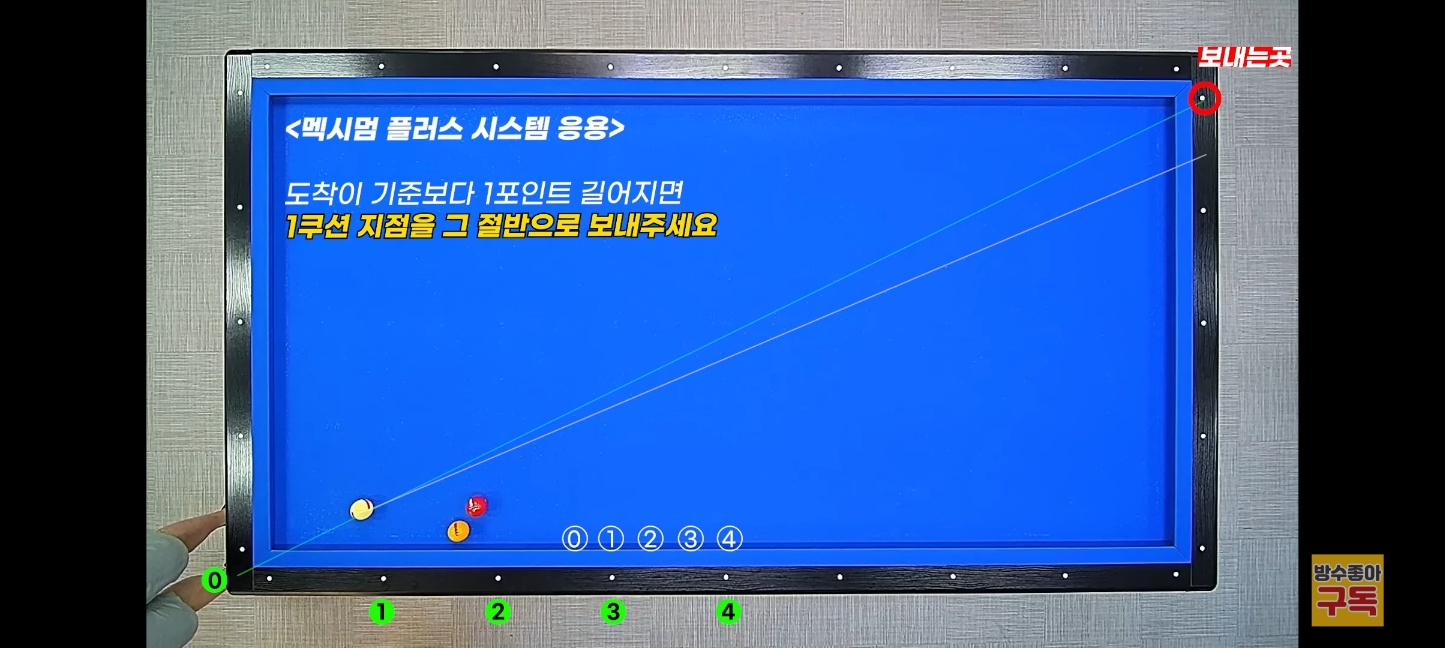 보내는곳
<멕시멈 플러스 시스템 응용>
도착이 기준보다 1포인트 길어지면
1쿠션 지점을 그 절반으로 보내주세요
⓪ ① ② ③ ④
0
1 2 3 4
방수좋아
구독